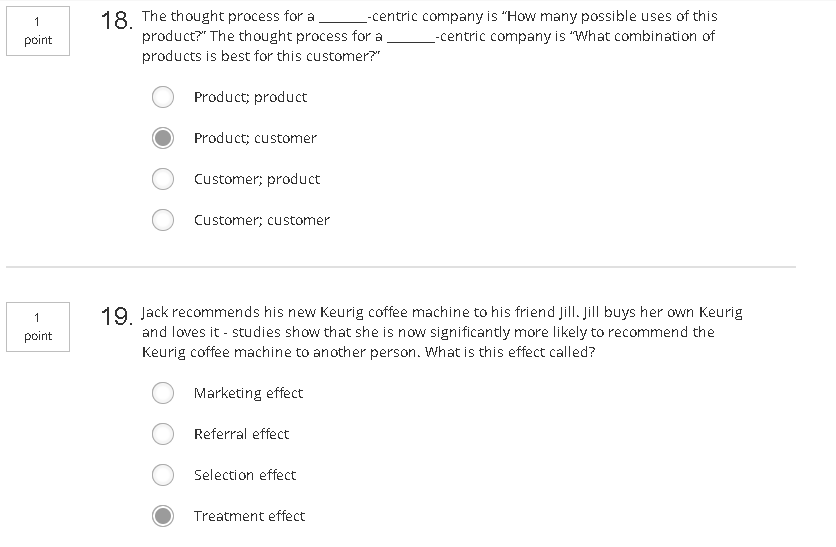 1
point
18. The thought process for a _______-centric company is “How many possible uses of this
product?” The thought process for a _______-centric company is “What combination of
products is best for this customer?”
Product; product
Product; customer
Customer; product
Customer; customer
1
point
19. Jack recommends his new Keurig coffee machine to his friend Jill. Jill buys her own Keurig
and loves it - studies show that she is now significantly more likely to recommend the
Keurig coffee machine to another person. What is this effect called?
Marketing effect
Referral effect
Selection effect
Treatment effect